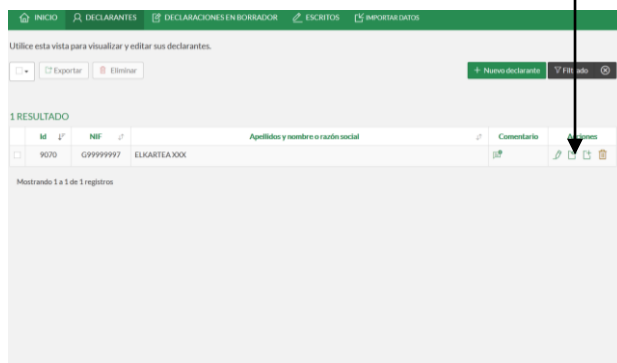 INICIO DECLARANTES DECLARACIONES EN BORRADOR ESCRITOS IMPORTAR DATOS
Utilice esta vista para visualizar y editar sus declarantes.
Exportar Eliminar + Nuevo declarante Filtrado
1 RESULTADO
Id NIF Apellidos y nombre o razón social Comentario Acciones
9070 G99999997 ELKARTEA XXX
Mostrando 1 a 1 de 1 registros